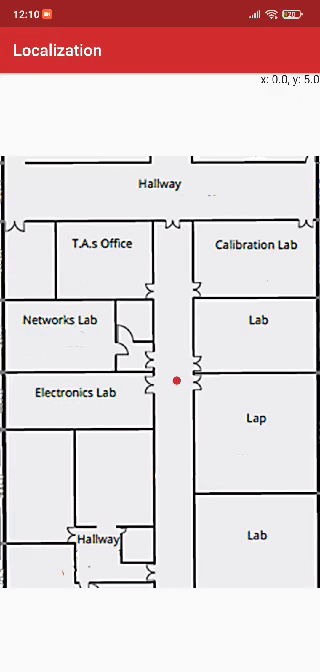 12:10
20
Localization
x: 0.0, y: 5.0
Hallway
T.A.s Office
Calibration Lab
Networks Lab
Lab
Electronics Lab
Lap
Hallway
Lab